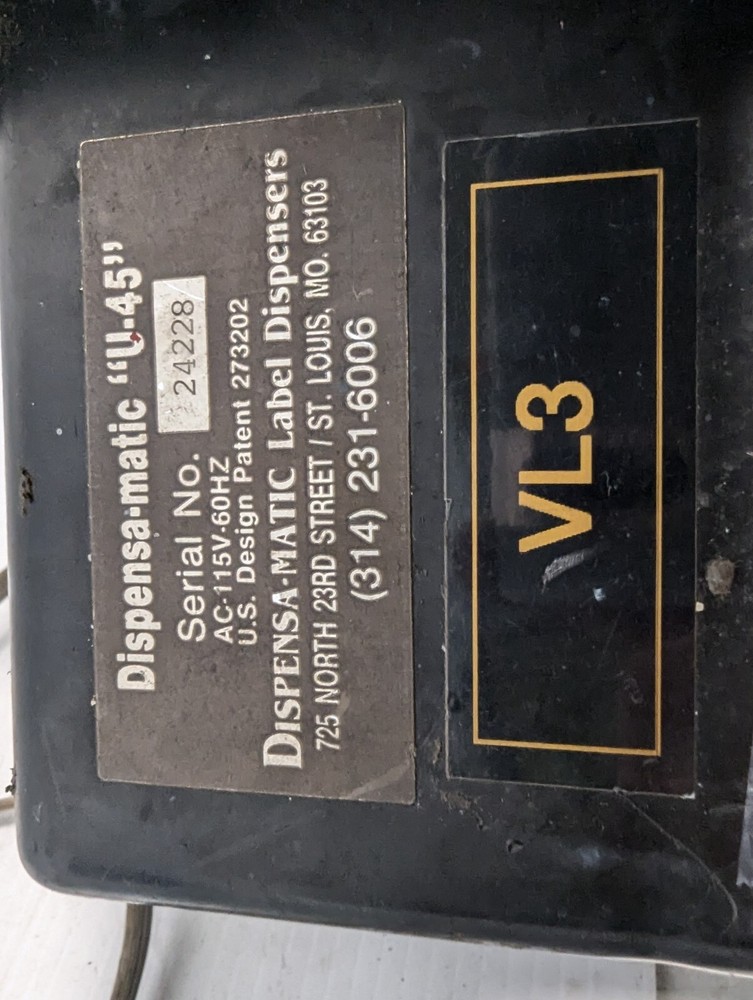 Dispensa-matic “U-45”
Serial No. 24228
AC-115V-60HZ
U.S. Design Patent 273202
DISPENSA-MATIC Label Dispensers
725 NORTH 23RD STREET / ST. LOUIS, MO. 63103
(314) 231-6006
VL3